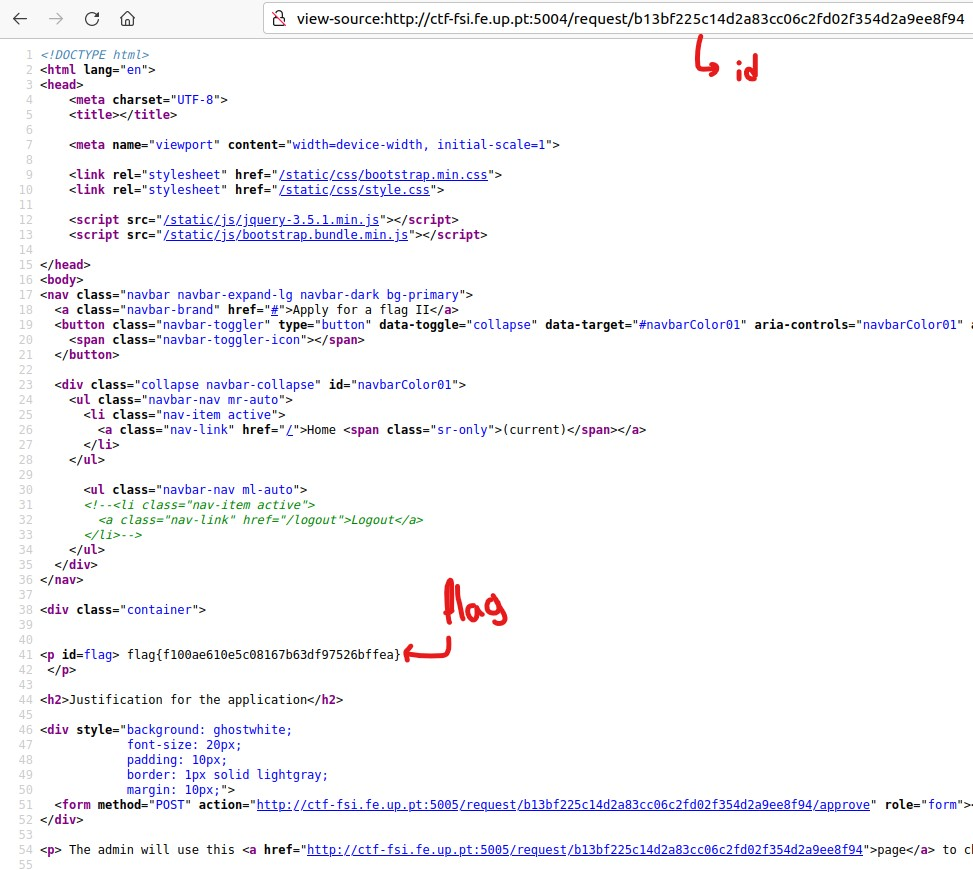 view-source:http://ctf-fsi.fe.up.pt:5004/request/b13bf225c14d2a83cc06c2fd02f354d2a9ee8f94
id
1 <!DOCTYPE html>
2 <html lang="en">
3 <head>
4     <meta charset="UTF-8">
5     <title></title>
6
7     <meta name="viewport" content="width=device-width, initial-scale=1">
8
9     <link rel="stylesheet" href="/static/css/bootstrap.min.css">
10     <link rel="stylesheet" href="/static/css/style.css">
11
12     <script src="/static/js/jquery-3.5.1.min.js"></script>
13     <script src="/static/js/bootstrap.bundle.min.js"></script>
14
15 </head>
16 <body>
17 <nav class="navbar navbar-expand-lg navbar-dark bg-primary">
18   <a class="navbar-brand" href="#">Apply for a flag II</a>
19   <button class="navbar-toggler" type="button" data-toggle="collapse" data-target="#navbarColor01" aria-controls="navbarColor01" a
20     <span class="navbar-toggler-icon"></span>
21   </button>
22
23   <div class="collapse navbar-collapse" id="navbarColor01">
24     <ul class="navbar-nav mr-auto">
25       <li class="nav-item active">
26         <a class="nav-link" href="/">Home <span class="sr-only">(current)</span></a>
27       </li>
28     </ul>
29
30       <ul class="navbar-nav ml-auto">
31       <!--<li class="nav-item active">
32         <a class="nav-link" href="/logout">Logout</a>
33       </li>-->
34     </ul>
35   </div>
36 </nav>
37
38 <div class="container">
flag
39
40
41 <p id=flag> flag{f100ae610e5c08167b63df97526bffea}
42  </p>
43
44 <h2>Justification for the application</h2>
45
46 <div style="background: ghostwhite;
47             font-size: 20px;
48             padding: 10px;
49             border: 1px solid lightgray;
50             margin: 10px;">
51   <form method="POST" action="http://ctf-fsi.fe.up.pt:5005/request/b13bf225c14d2a83cc06c2fd02f354d2a9ee8f94/approve" role="form">
52 </div>
53
54 <p> The admin will use this <a href="http://ctf-fsi.fe.up.pt:5005/request/b13bf225c14d2a83cc06c2fd02f354d2a9ee8f94">page</a> to c
55